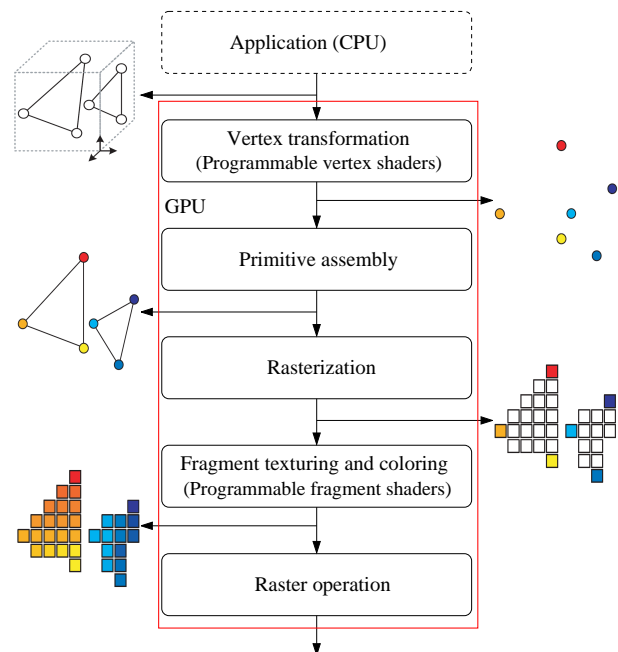 Application (CPU)
Vertex transformation
(Programmable vertex shaders)
GPU
Primitive assembly
Rasterization
Fragment texturing and coloring
(Programmable fragment shaders)
Raster operation